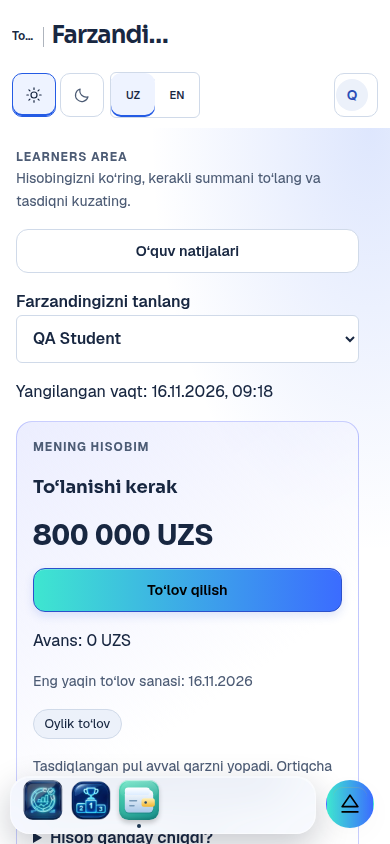 To...
Farzandi...
UZ
EN
Q
LEARNERS AREA
Hisobingizni ko‘ring, kerakli summani to‘lang va
tasdiqni kuzating.
O‘quv natijalari
Farzandingizni tanlang
QA Student
Yangilangan vaqt: 16.11.2026, 09:18
MENING HISOBIM
To‘lanishi kerak
800 000 UZS
To‘lov qilish
Avans: 0 UZS
Eng yaqin to‘lov sanasi: 16.11.2026
Oylik to‘lov
Tasdiqlangan pul avval qarzni yopadi. Ortiqcha
Hisob qanday chiqdi?